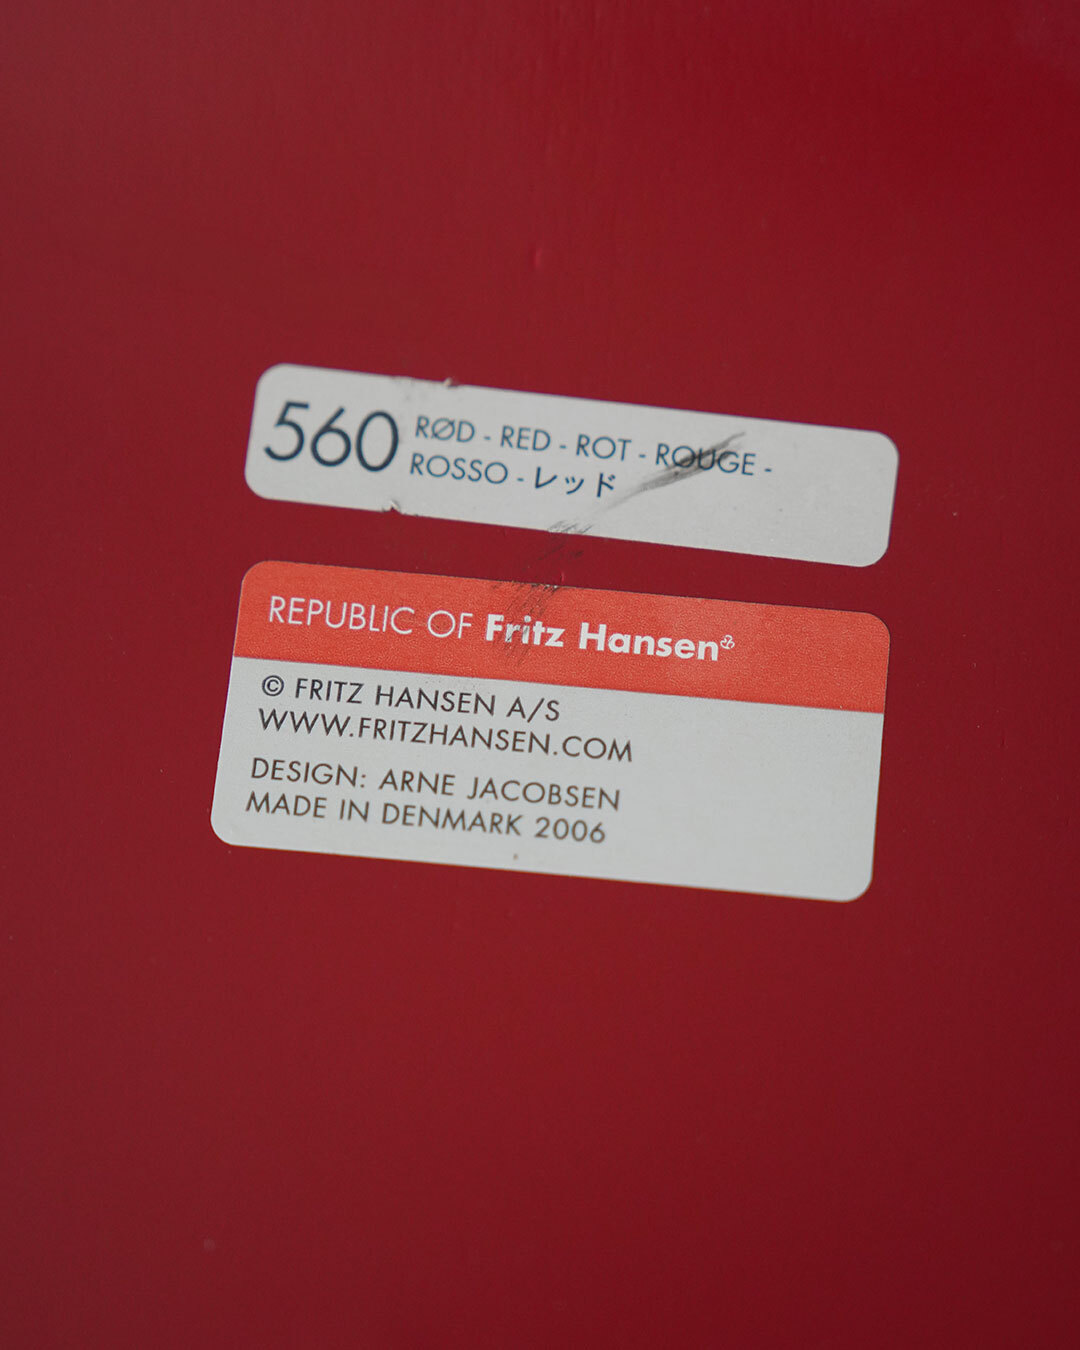 560 RØD - RED - ROT - ROUGE -
ROSSO - レッド
REPUBLIC OF Fritz Hansen
© FRITZ HANSEN A/S
WWW.FRITZHANSEN.COM
DESIGN: ARNE JACOBSEN
MADE IN DENMARK 2006